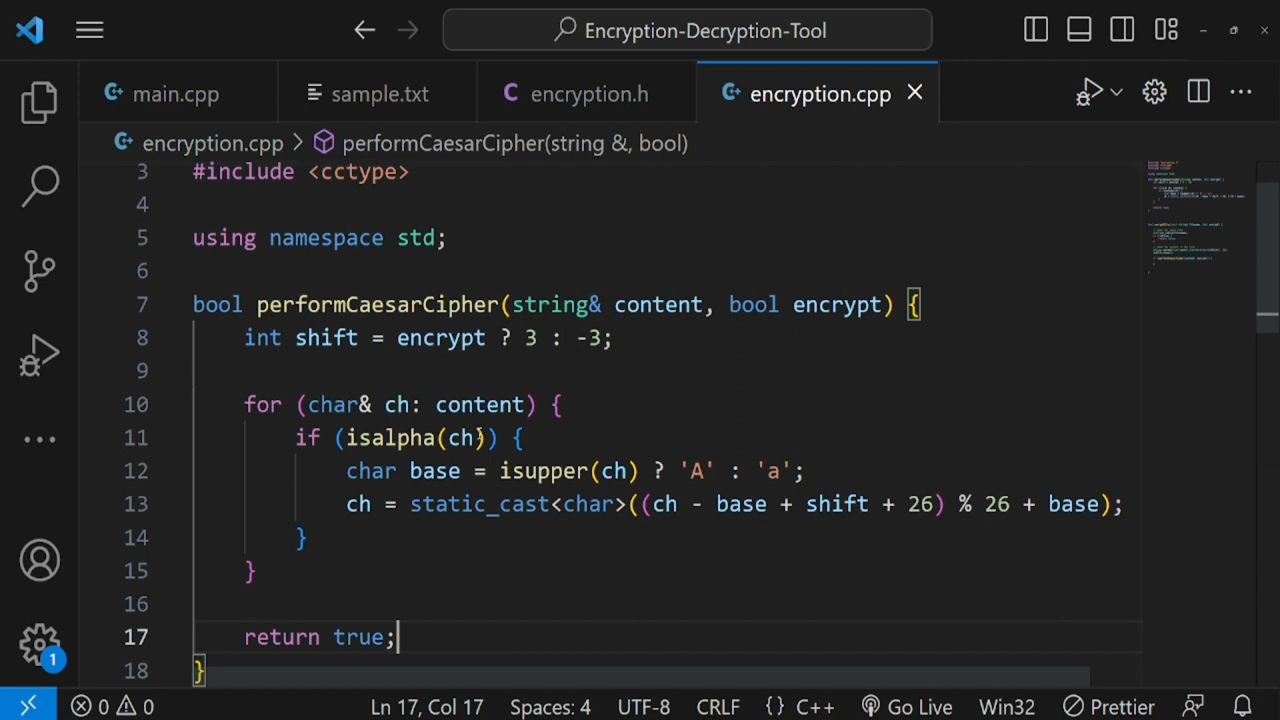 Encryption-Decryption-Tool
main.cpp sample.txt encryption.h encryption.cpp
encryption.cpp > performCaesarCipher(string &, bool)
3 #include <cctype>
4
5 using namespace std;
6
7 bool performCaesarCipher(string& content, bool encrypt) {
8 int shift = encrypt ? 3 : -3;
9
10 for (char& ch: content) {
11 if (isalpha(ch)) {
12 char base = isupper(ch) ? 'A' : 'a';
13 ch = static_cast<char>((ch - base + shift + 26) % 26 + base);
14 }
15 }
16
17 return true;
18 }
1
0 0 Ln 17, Col 17 Spaces: 4 UTF-8 CRLF {} C++ Go Live Win32 Prettier